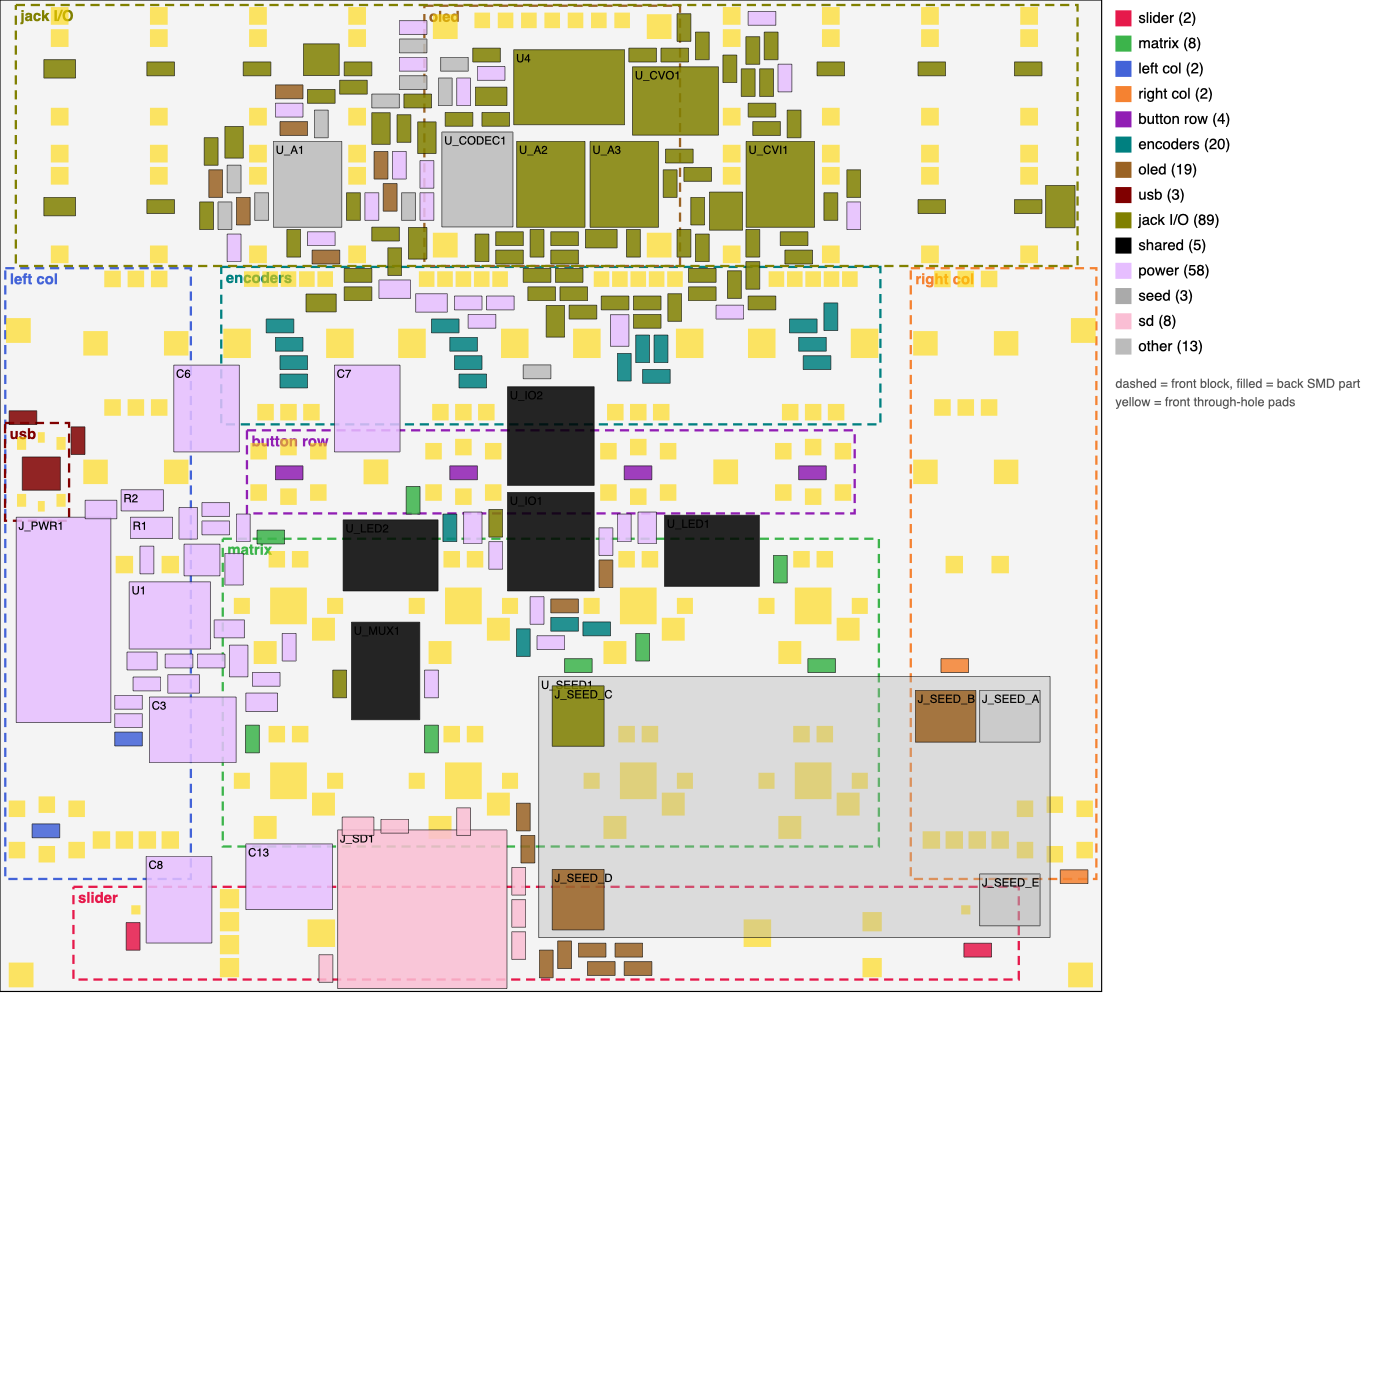 jack I/O
oled
U4
U_CVO1
U_A1
U_CODEC1
U_A2
U_A3
U_CVI1
left col
encoders
right col
C6
C7
U_IO2
usb
button row
R2
R1
J_PWR1
U_IO1
U_LED2
U_LED1
matrix
U1
U_MUX1
U_SEED1
J_SEED_C
J_SEED_B
J_SEED_A
C3
J_SD1
C13
C8
J_SEED_D
J_SEED_E
slider
slider (2)
matrix (8)
left col (2)
right col (2)
button row (4)
encoders (20)
oled (19)
usb (3)
jack I/O (89)
shared (5)
power (58)
seed (3)
sd (8)
other (13)
dashed = front block, filled = back SMD part
yellow = front through-hole pads